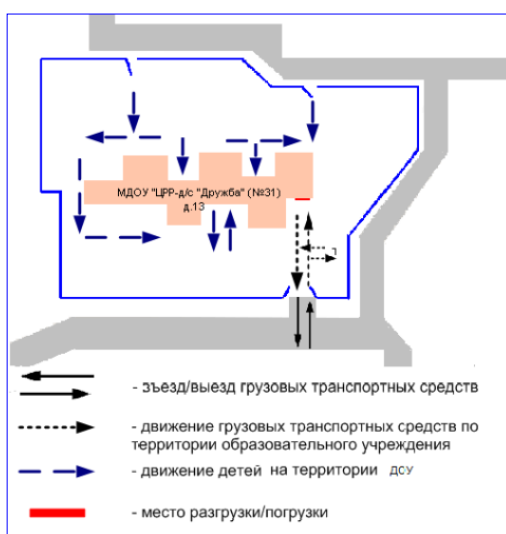 МДОУ "ЦРР-д/с "Дружба" (№31)
д.13
- зъезд/выезд грузовых транспортных средств
- движение грузовых транспортных средств по
территории образовательного учреждения
- движение детей на территории ДОУ
- место разгрузки/погрузки